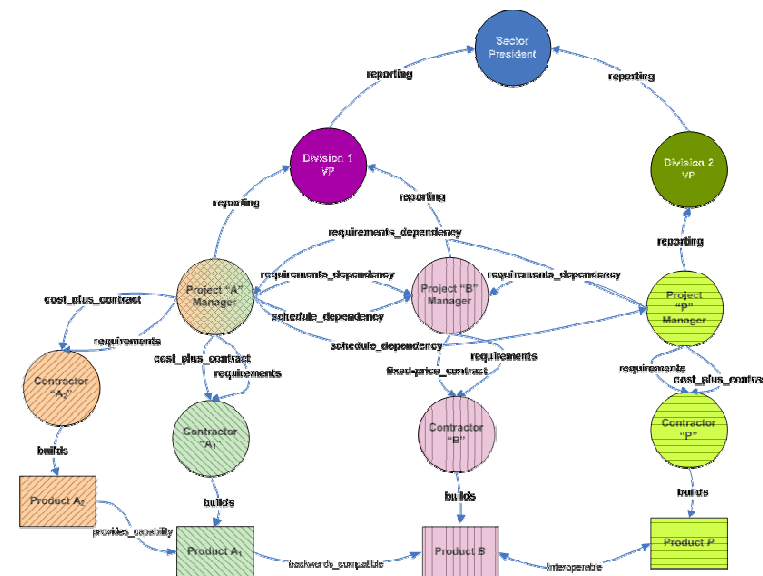 Sector
President
reporting
reporting
Division 1
VP
Division 2
VP
reporting
reporting
requirements_dependency
reporting
requirements_dependency
requirements_dependency
Project "A"
Manager
Project "B"
Manager
Project
"P"
Manager
cost_plus_contract
schedule_dependency
requirements
schedule_dependency
cost_plus_contract
requirements
requirements
fixed-price_contract
requirements
cost_plus_contra
Contractor
"A₂"
Contractor
"A₁"
Contractor
"B"
Contractor
"P"
builds
builds
builds
builds
Product A₂
provides_capability
Product A₁
backwards_compatible
Product B
interoperable
Product P